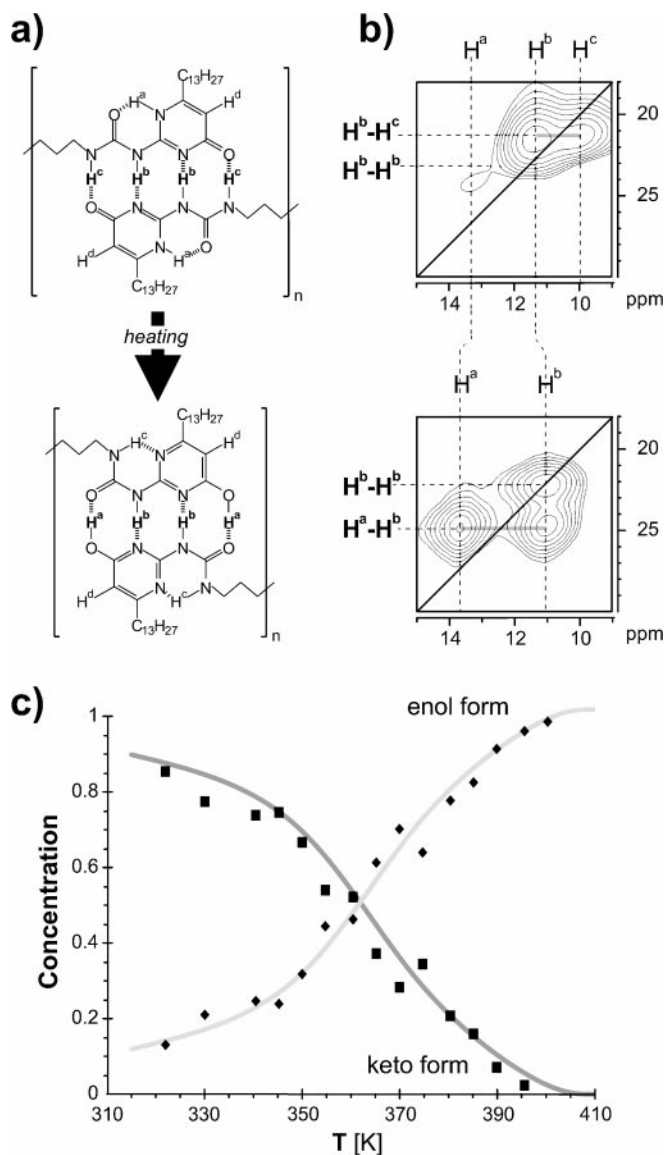 a)
C₁₃H₂₇
Hᵃ
Hᵈ
O
N
N
N
N
O
H
Hᶜ
Hᵇ
Hᵇ
Hᶜ
O
N
N
N
N
H
O
Hᵈ
Hᵃ
C₁₃H₂₇
n
heating
C₁₃H₂₇
N
Hᶜ
N
Hᵈ
H
O
N
N
O
Hᵃ
Hᵇ
Hᵇ
Hᵃ
O
N
N
O
Hᵈ
N
Hᶜ
N
H
C₁₃H₂₇
n
b)
Hᵃ Hᵇ Hᶜ
Hᵇ-Hᶜ
Hᵇ-Hᵇ
20
25
14 12 10 ppm
Hᵃ Hᵇ
Hᵇ-Hᵇ
Hᵃ-Hᵇ
20
25
14 12 10 ppm
c)
Concentration
1
0.8
0.6
0.4
0.2
0
enol form
keto form
310 330 350 370 390 410
T [K]